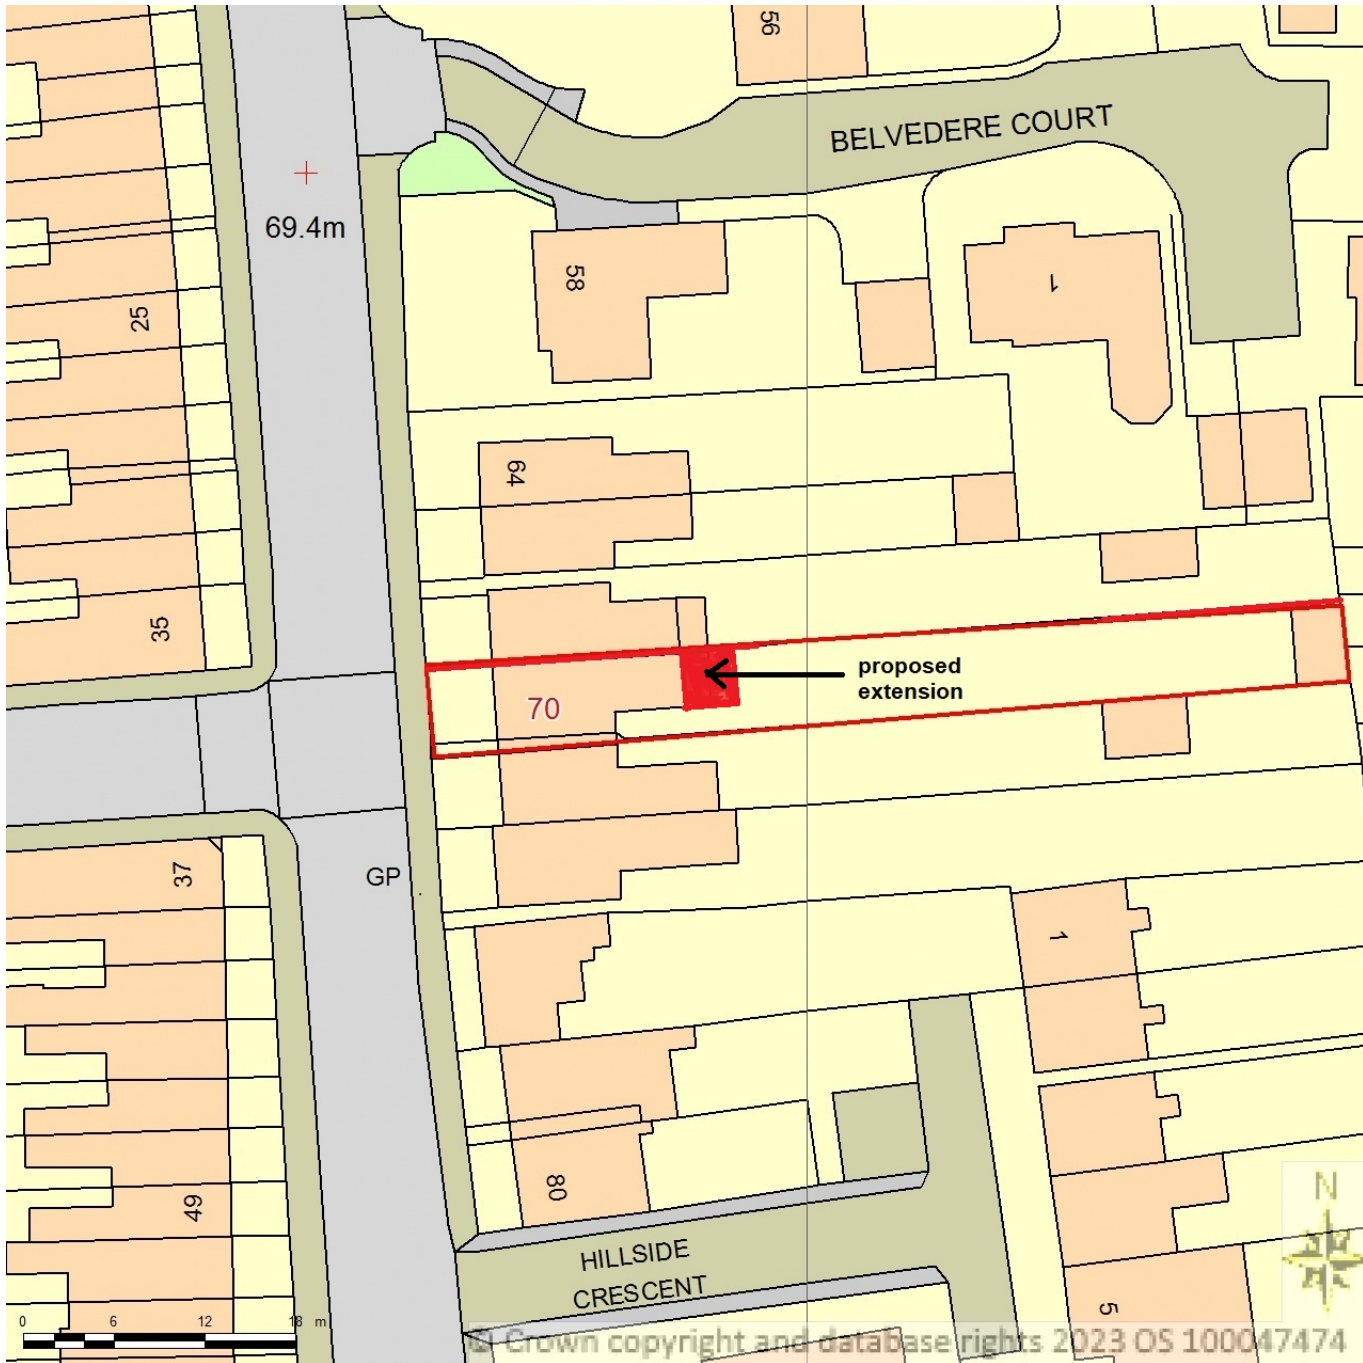 56
BELVEDERE COURT
69.4m
58
1
25
64
35
proposed
extension
70
37
GP
1
49
80
N
HILLSIDE
CRESCENT
5
0 6 12 18 m
© Crown copyright and database rights 2023 OS 100047474